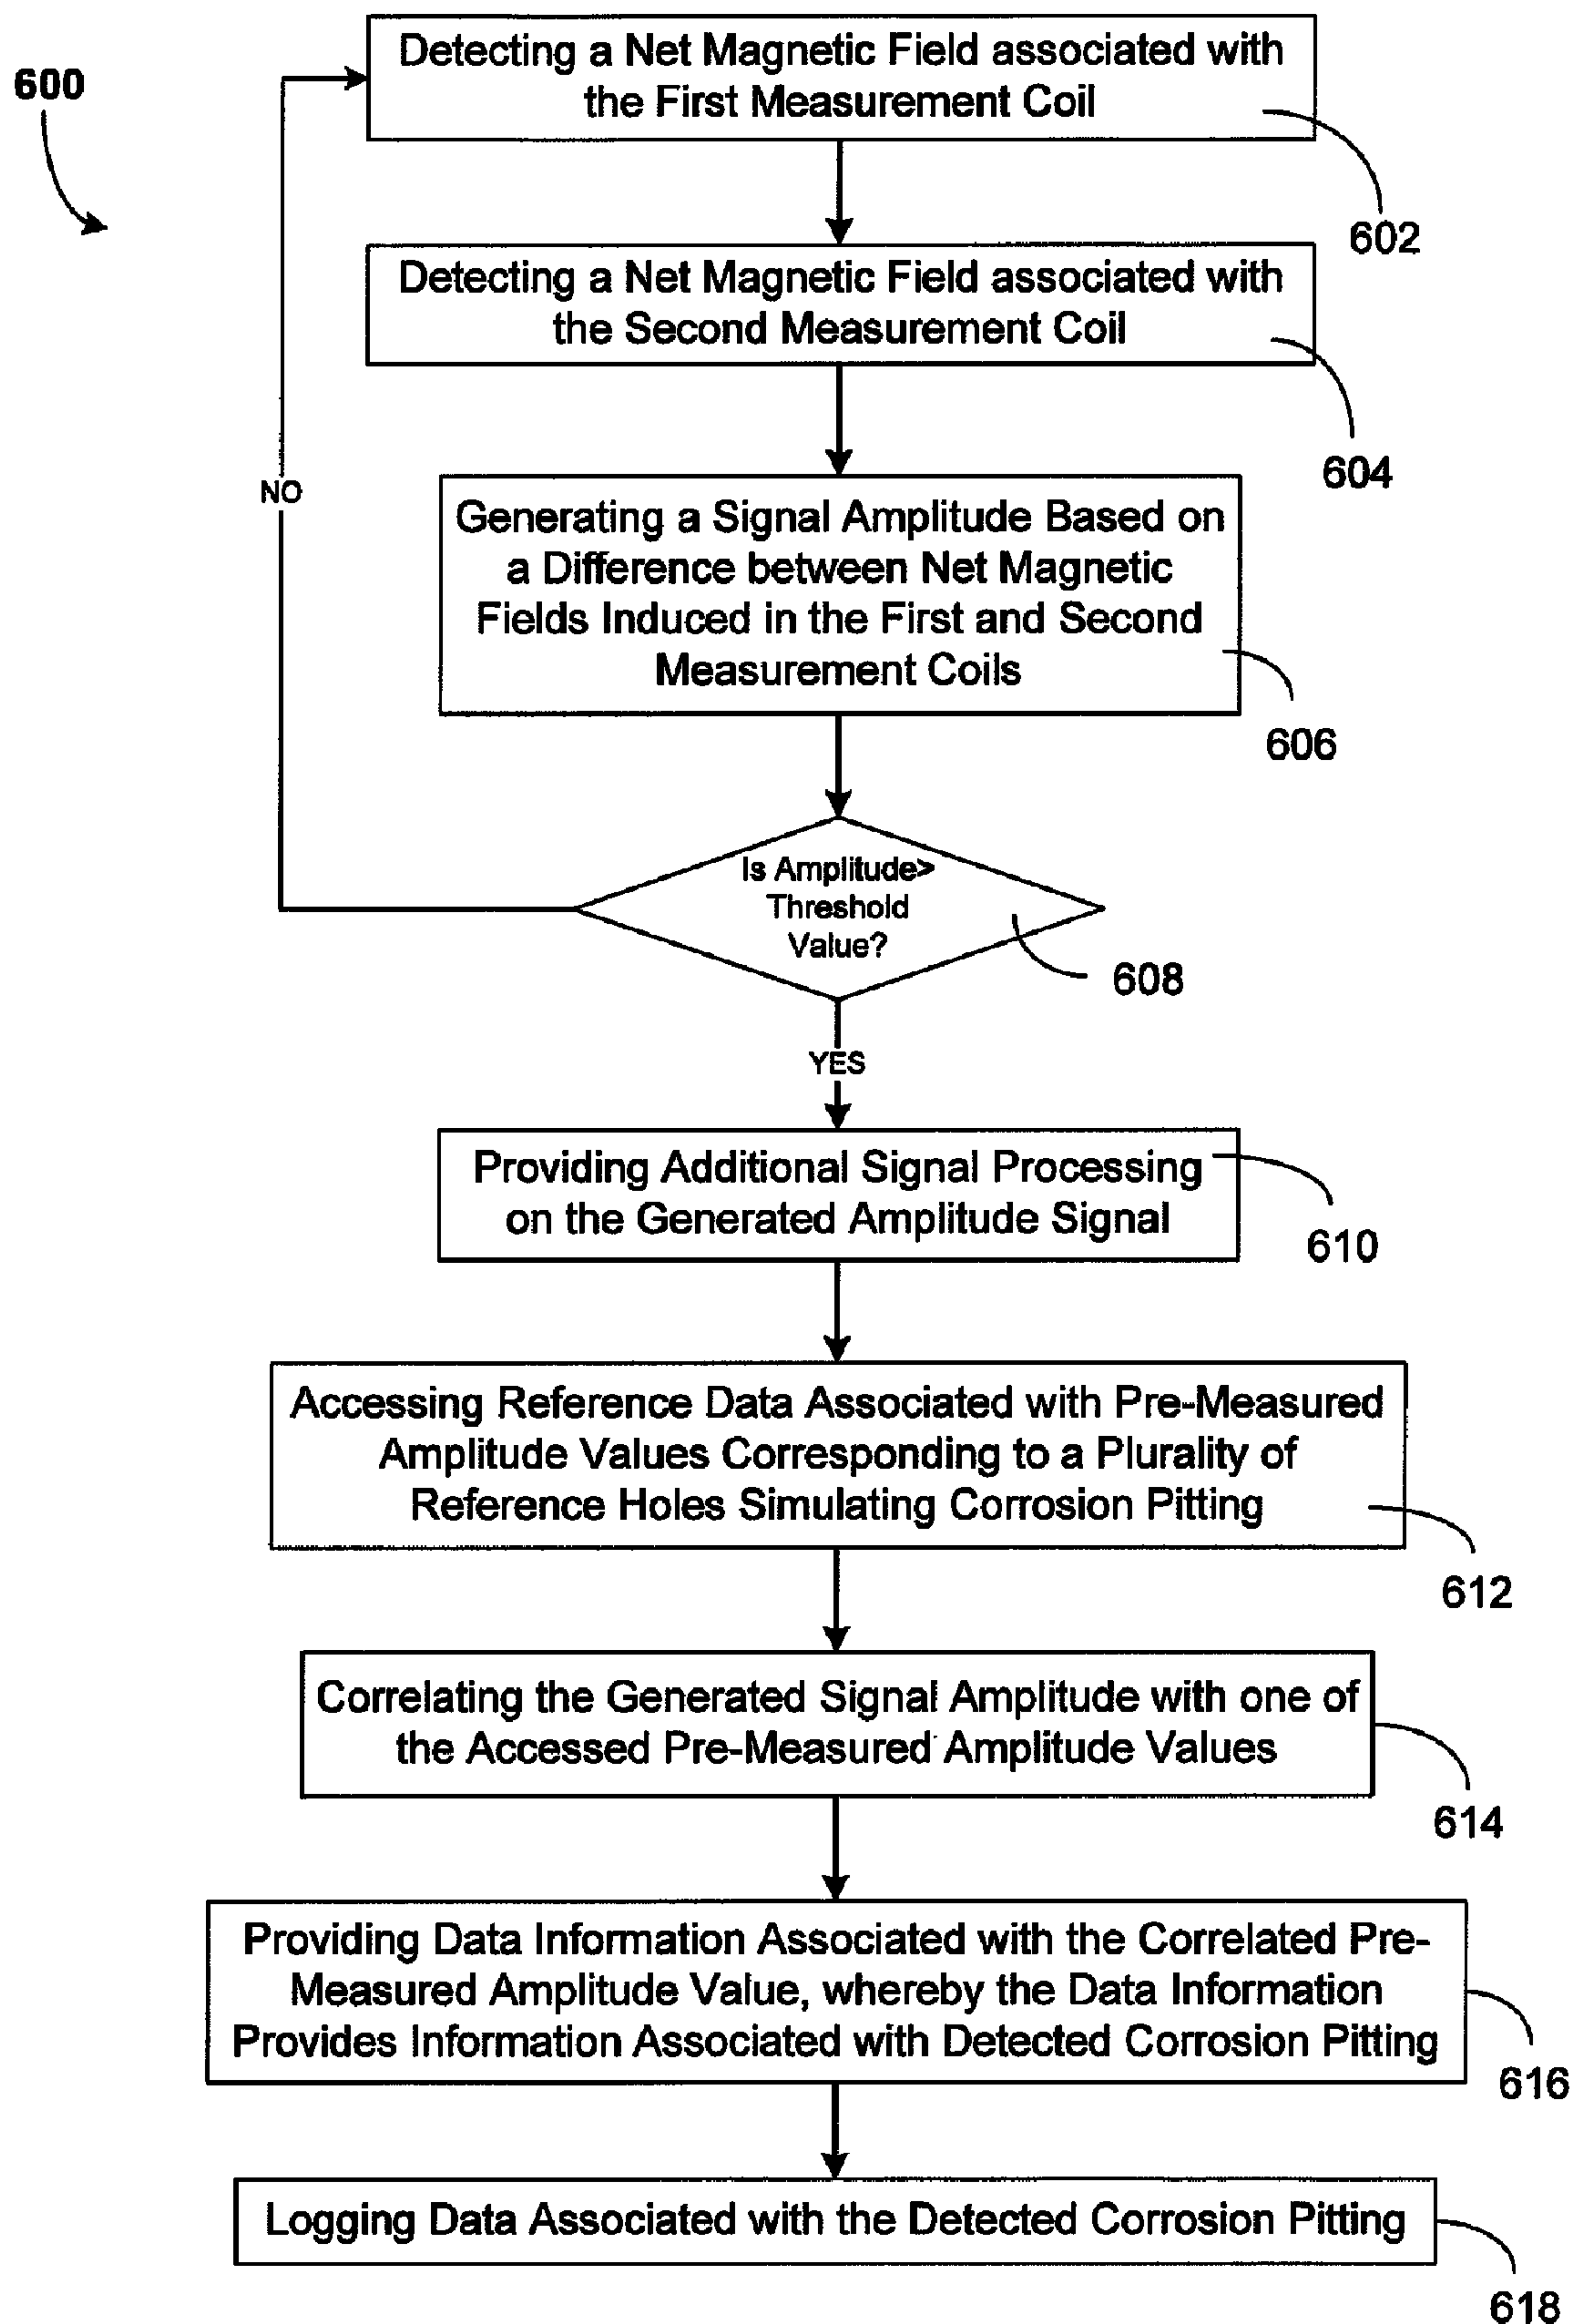 600
Detecting a Net Magnetic Field associated with
the First Measurement Coil
602
Detecting a Net Magnetic Field associated with
the Second Measurement Coil
604
NO
Generating a Signal Amplitude Based on
a Difference between Net Magnetic
Fields Induced in the First and Second
Measurement Coils
606
Is Amplitude>
Threshold
Value?
608
YES
Providing Additional Signal Processing
on the Generated Amplitude Signal
610
Accessing Reference Data Associated with Pre-Measured
Amplitude Values Corresponding to a Plurality of
Reference Holes Simulating Corrosion Pitting
612
Correlating the Generated Signal Amplitude with one of
the Accessed Pre-Measured Amplitude Values
614
Providing Data Information Associated with the Correlated Pre-
Measured Amplitude Value, whereby the Data Information
Provides Information Associated with Detected Corrosion Pitting
616
Logging Data Associated with the Detected Corrosion Pitting
618